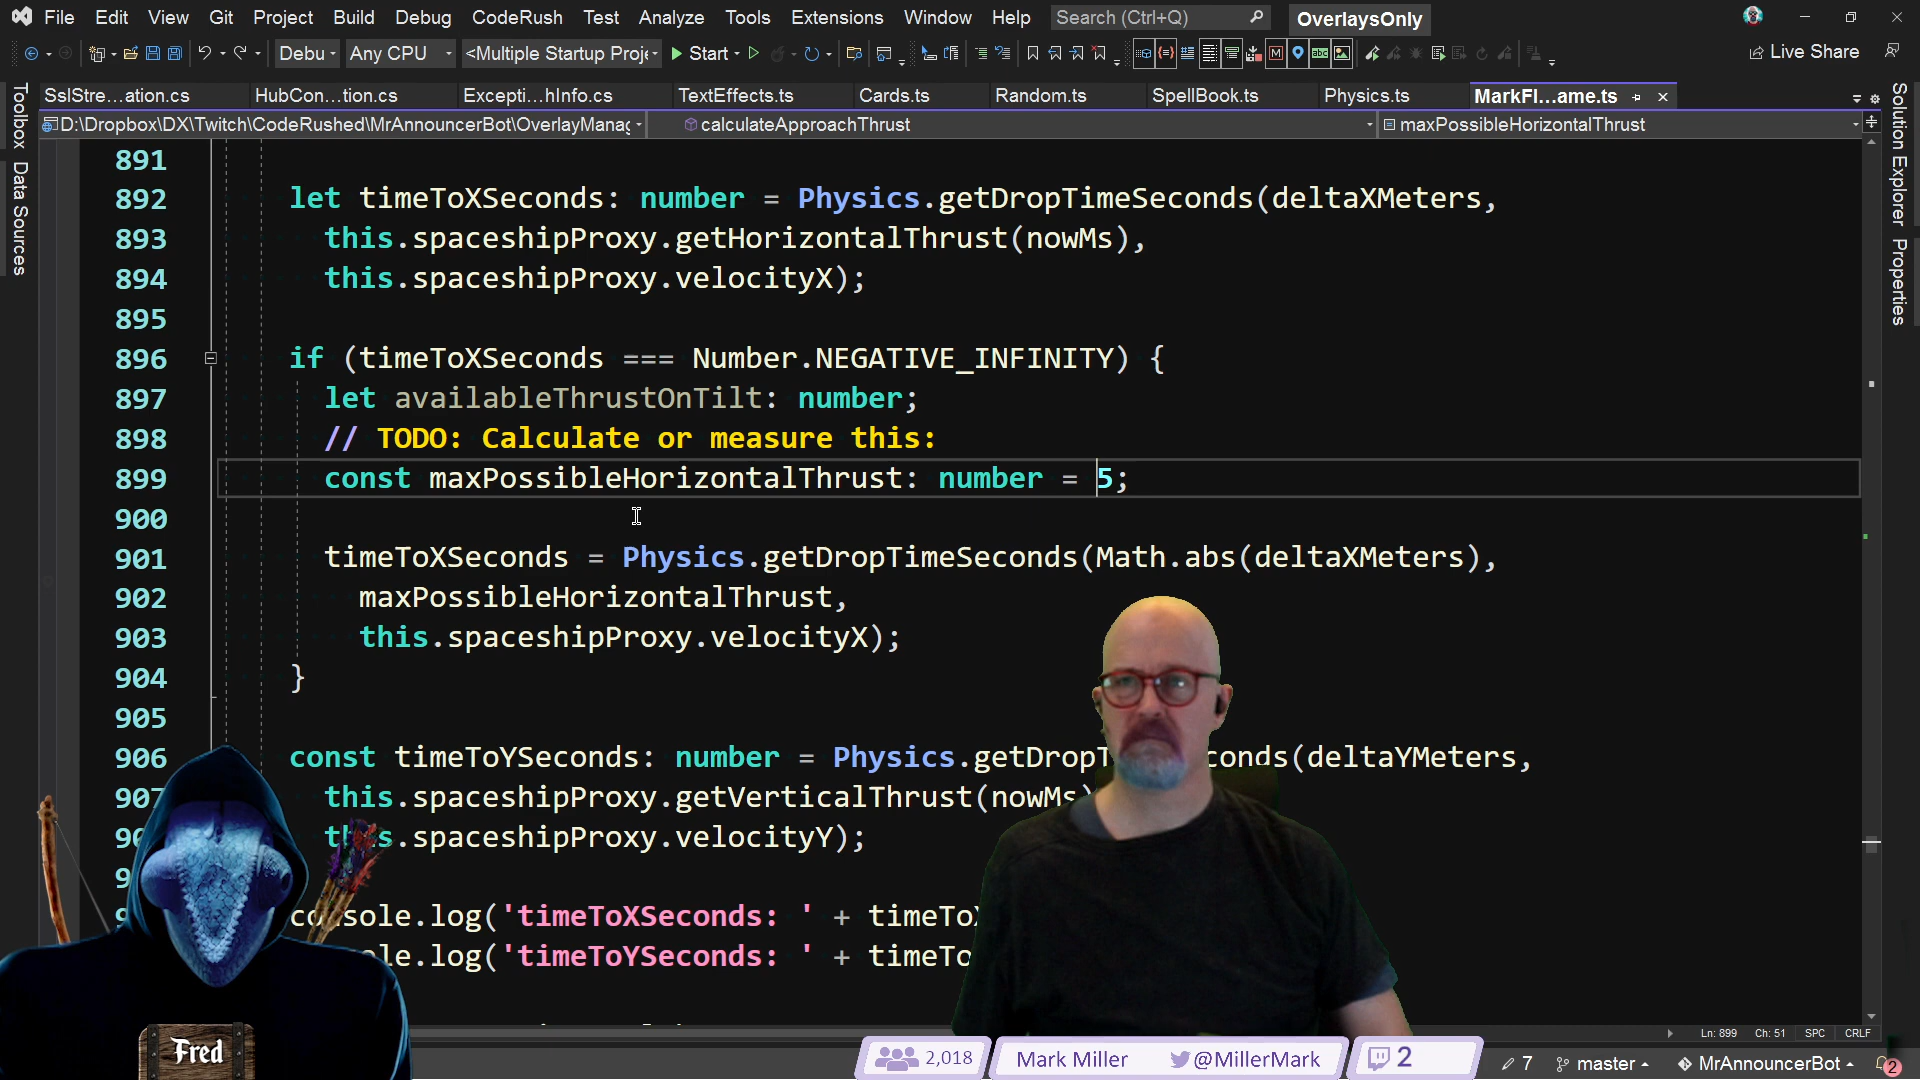 File Edit View Git Project Build Debug CodeRush Test Analyze Tools Extensions Window Help Search (Ctrl+Q) OverlaysOnly
Debu Any CPU <Multiple Startup Proje Start Live Share
SslStre…ation.cs HubCon…tion.cs Excepti…hInfo.cs TextEffects.ts Cards.ts Random.ts SpellBook.ts Physics.ts MarkFl…ame.ts
D:\Dropbox\DX\Twitch\CodeRushed\MrAnnouncerBot\OverlayManag calculateApproachThrust maxPossibleHorizontalThrust
Toolbox
Data Sources
Solution Explorer
Properties
891
892 let timeToXSeconds: number = Physics.getDropTimeSeconds(deltaXMeters,
893 this.spaceshipProxy.getHorizontalThrust(nowMs),
894 this.spaceshipProxy.velocityX);
895
896 if (timeToXSeconds === Number.NEGATIVE_INFINITY) {
897 let availableThrustOnTilt: number;
898 // TODO: Calculate or measure this:
899 const maxPossibleHorizontalThrust: number = 5;
900
901 timeToXSeconds = Physics.getDropTimeSeconds(Math.abs(deltaXMeters),
902 maxPossibleHorizontalThrust,
903 this.spaceshipProxy.velocityX);
904 }
905
906 const timeToYSeconds: number = Physics.getDropT conds(deltaYMeters,
907 this.spaceshipProxy.getVerticalThrust(nowMs)
this.spaceshipProxy.velocityY);
console.log('timeToXSeconds: ' + timeToX
le.log('timeToYSeconds: ' + timeTo
Ln: 899 Ch: 51 SPC CRLF
Fred
2,018 Mark Miller @MillerMark 2 7 master MrAnnouncerBot 2